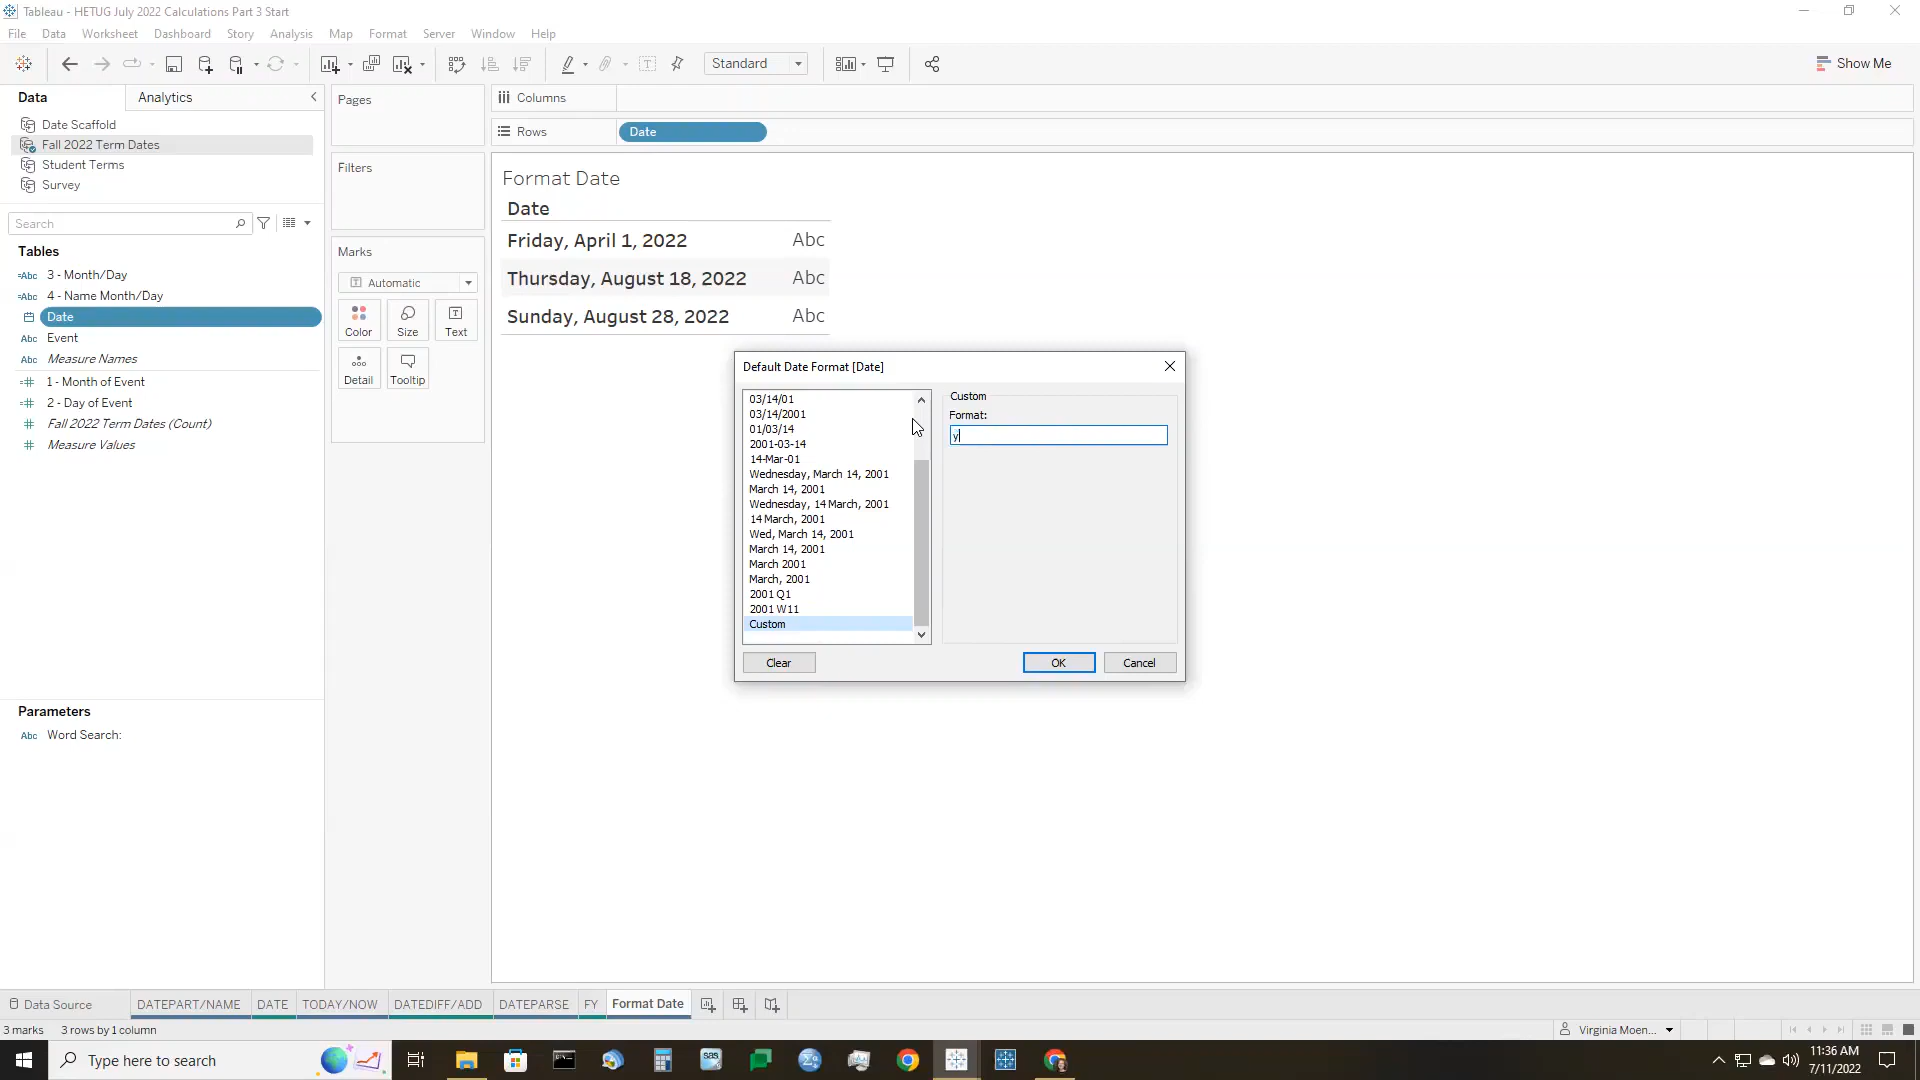 Tableau - HETUG July 2022 Calculations Part 3 Start
File Data Worksheet Dashboard Story Analysis Map Format Server Window Help
Standard
Show Me
Data Analytics
Date Scaffold
Fall 2022 Term Dates
Student Terms
Survey
Search
Tables
=Abc 3 - Month/Day
=Abc 4 - Name Month/Day
Date
Abc Event
Abc Measure Names
=# 1 - Month of Event
=# 2 - Day of Event
# Fall 2022 Term Dates (Count)
# Measure Values
Parameters
Abc Word Search:
Pages
Filters
Marks
Automatic
Color Size Text
Detail Tooltip
Columns
Rows Date
Format Date
Date
Friday, April 1, 2022 Abc
Thursday, August 18, 2022 Abc
Sunday, August 28, 2022 Abc
Default Date Format [Date]
03/14/01
03/14/2001
01/03/14
2001-03-14
14-Mar-01
Wednesday, March 14, 2001
March 14, 2001
Wednesday, 14 March, 2001
14 March, 2001
Wed, March 14, 2001
March 14, 2001
March 2001
March, 2001
2001 Q1
2001 W11
Custom
Custom
Format:
y
Clear OK Cancel
Data Source DATEPART/NAME DATE TODAY/NOW DATEDIFF/ADD DATEPARSE FY Format Date
3 marks 3 rows by 1 column
Virginia Moen...
Type here to search
sas
11:36 AM
7/11/2022